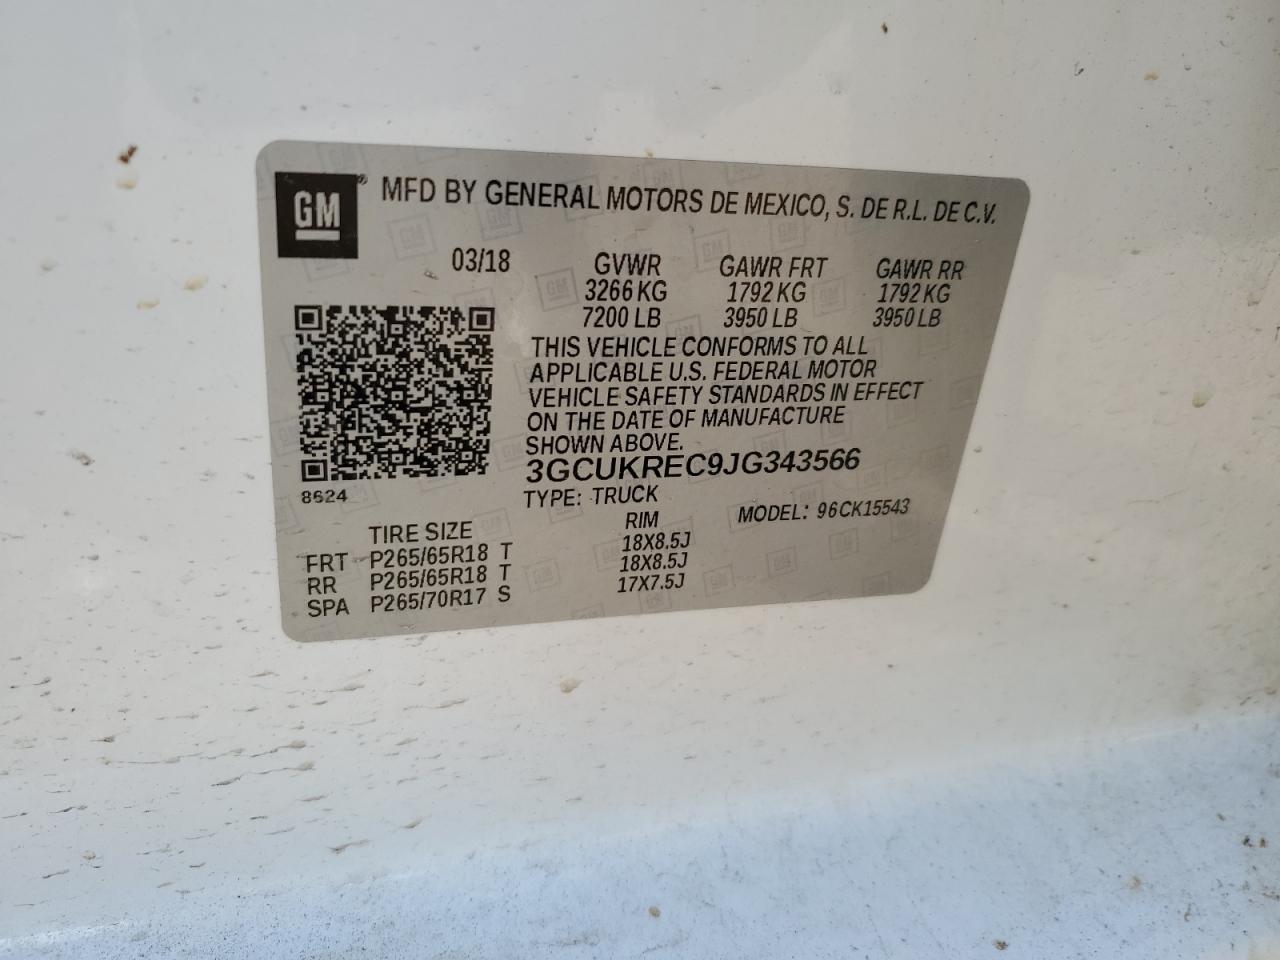 GM® MFD BY GENERAL MOTORS DE MEXICO, S. DE R.L. DE C.V.
03/18 GVWR GAWR FRT GAWR RR
3266 KG 1792 KG 1792 KG
7200 LB 3950 LB 3950 LB
THIS VEHICLE CONFORMS TO ALL
APPLICABLE U.S. FEDERAL MOTOR
VEHICLE SAFETY STANDARDS IN EFFECT
ON THE DATE OF MANUFACTURE
SHOWN ABOVE.
3GCUKREC9JG343566
8624
TYPE: TRUCK MODEL: 96CK15543
TIRE SIZE RIM
FRT P265/65R18 T 18X8.5J
RR P265/65R18 T 18X8.5J
SPA P265/70R17 S 17X7.5J